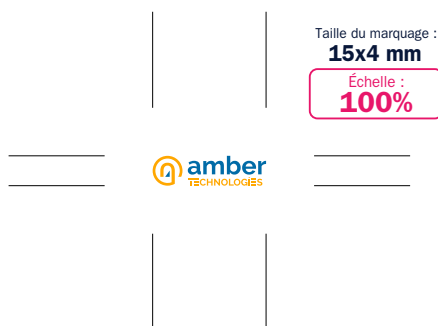 Taille du marquage :
15x4 mm
Échelle :
100%
amber
TECHNOLOGIES